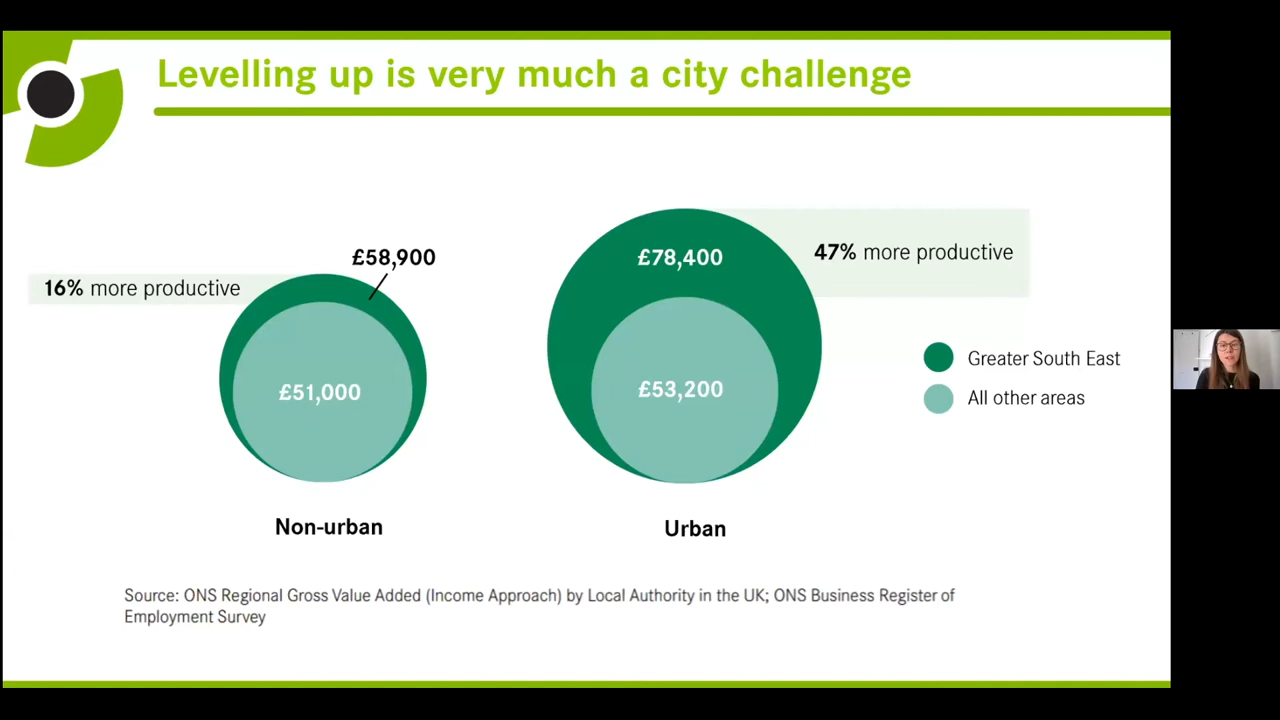 Levelling up is very much a city challenge
£58,900
16% more productive
£51,000
£78,400
47% more productive
£53,200
Greater South East
All other areas
Non-urban
Urban
Source: ONS Regional Gross Value Added (Income Approach) by Local Authority in the UK; ONS Business Register of
Employment Survey